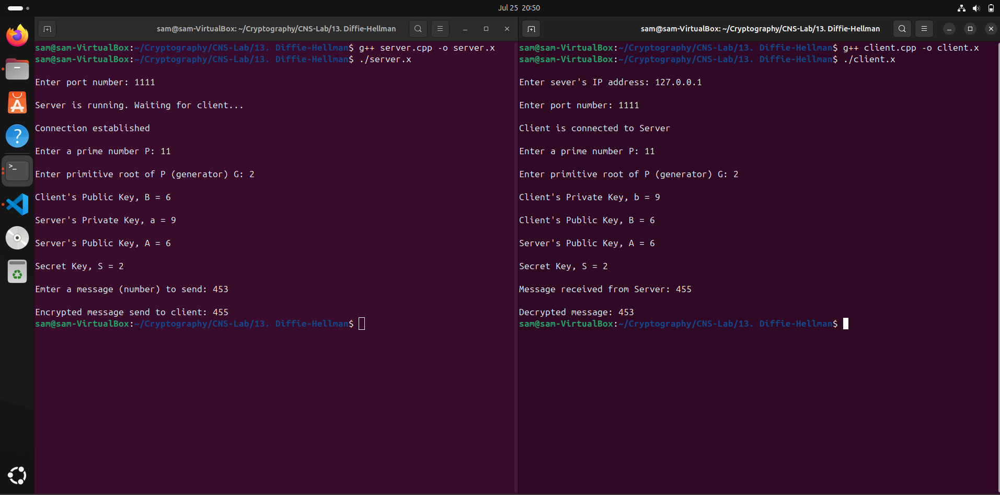 Jul 25 20:50
sam@sam-VirtualBox: ~/Cryptography/CNS-Lab/13. Diffie-Hellman
sam@sam-VirtualBox:~/Cryptography/CNS-Lab/13. Diffie-Hellman$ g++ server.cpp -o server.x
sam@sam-VirtualBox:~/Cryptography/CNS-Lab/13. Diffie-Hellman$ ./server.x
Enter port number: 1111
Server is running. Waiting for client...
Connection established
Enter a prime number P: 11
Enter primitive root of P (generator) G: 2
Client's Public Key, B = 6
Server's Private Key, a = 9
Server's Public Key, A = 6
Secret Key, S = 2
Emter a message (number) to send: 453
Encrypted message send to client: 455
sam@sam-VirtualBox:~/Cryptography/CNS-Lab/13. Diffie-Hellman$
sam@sam-VirtualBox: ~/Cryptography/CNS-Lab/13. Diffie-Hellman
sam@sam-VirtualBox:~/Cryptography/CNS-Lab/13. Diffie-Hellman$ g++ client.cpp -o client.x
sam@sam-VirtualBox:~/Cryptography/CNS-Lab/13. Diffie-Hellman$ ./client.x
Enter sever's IP address: 127.0.0.1
Enter port number: 1111
Client is connected to Server
Enter a prime number P: 11
Enter primitive root of P (generator) G: 2
Client's Private Key, b = 9
Client's Public Key, B = 6
Server's Public Key, A = 6
Secret Key, S = 2
Message received from Server: 455
Decrypted message: 453
sam@sam-VirtualBox:~/Cryptography/CNS-Lab/13. Diffie-Hellman$